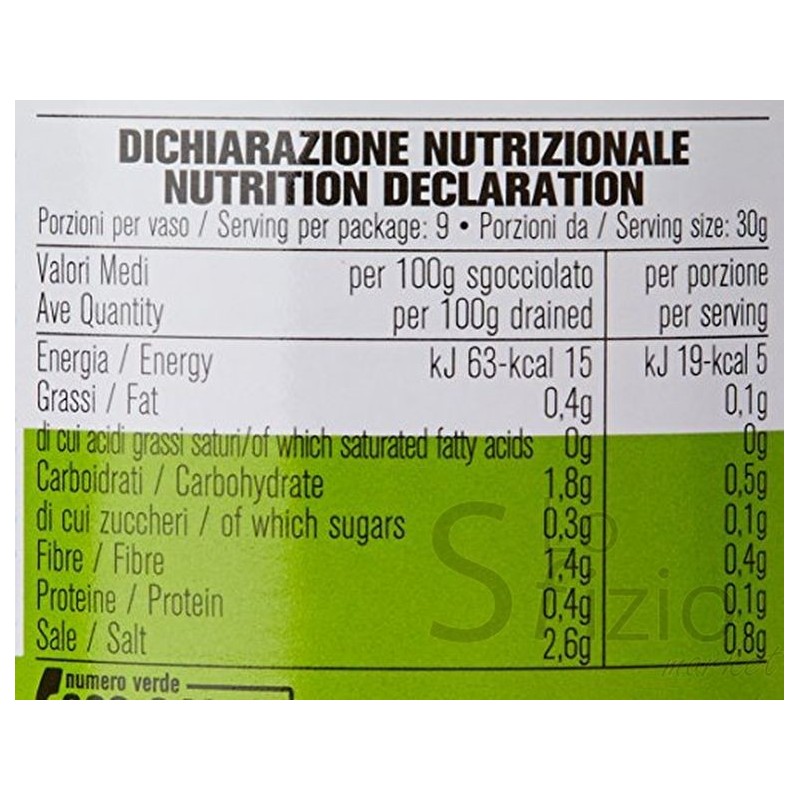 DICHIARAZIONE NUTRIZIONALE
NUTRITION DECLARATION
Porzioni per vaso / Serving per package: 9 • Porzioni da / Serving size: 30g
Valori Medi per 100g sgocciolato per porzione
Ave Quantity per 100g drained per serving
Energia / Energy kJ 63-kcal 15 kJ 19-kcal 5
Grassi / Fat 0,4g 0,1g
di cui acidi grassi saturi/of which saturated fatty acids 0g 0g
Carboidrati / Carbohydrate 1,8g 0,5g
di cui zuccheri / of which sugars 0,3g 0,1g
Fibre / Fibre 1,4g 0,4g
Proteine / Protein 0,4g 0,1g
Sale / Salt 2,6g 0,8g
numero verde
market